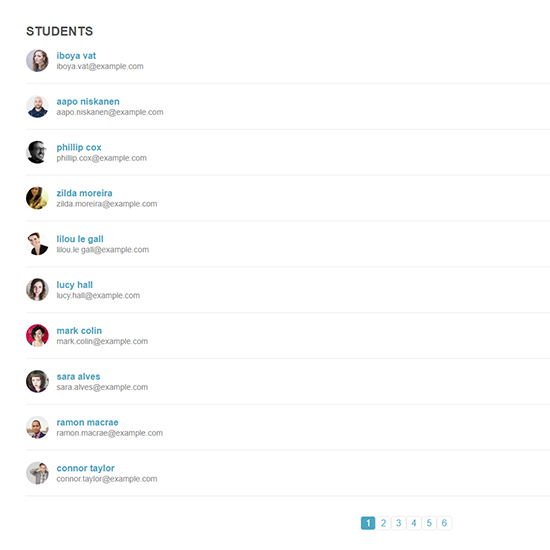 STUDENTS
iboya vat
iboya.vat@example.com
aapo niskanen
aapo.niskanen@example.com
phillip cox
phillip.cox@example.com
zilda moreira
zilda.moreira@example.com
lilou le gall
lilou.le gall@example.com
lucy hall
lucy.hall@example.com
mark colin
mark.colin@example.com
sara alves
sara.alves@example.com
ramon macrae
ramon.macrae@example.com
connor taylor
connor.taylor@example.com
1 2 3 4 5 6